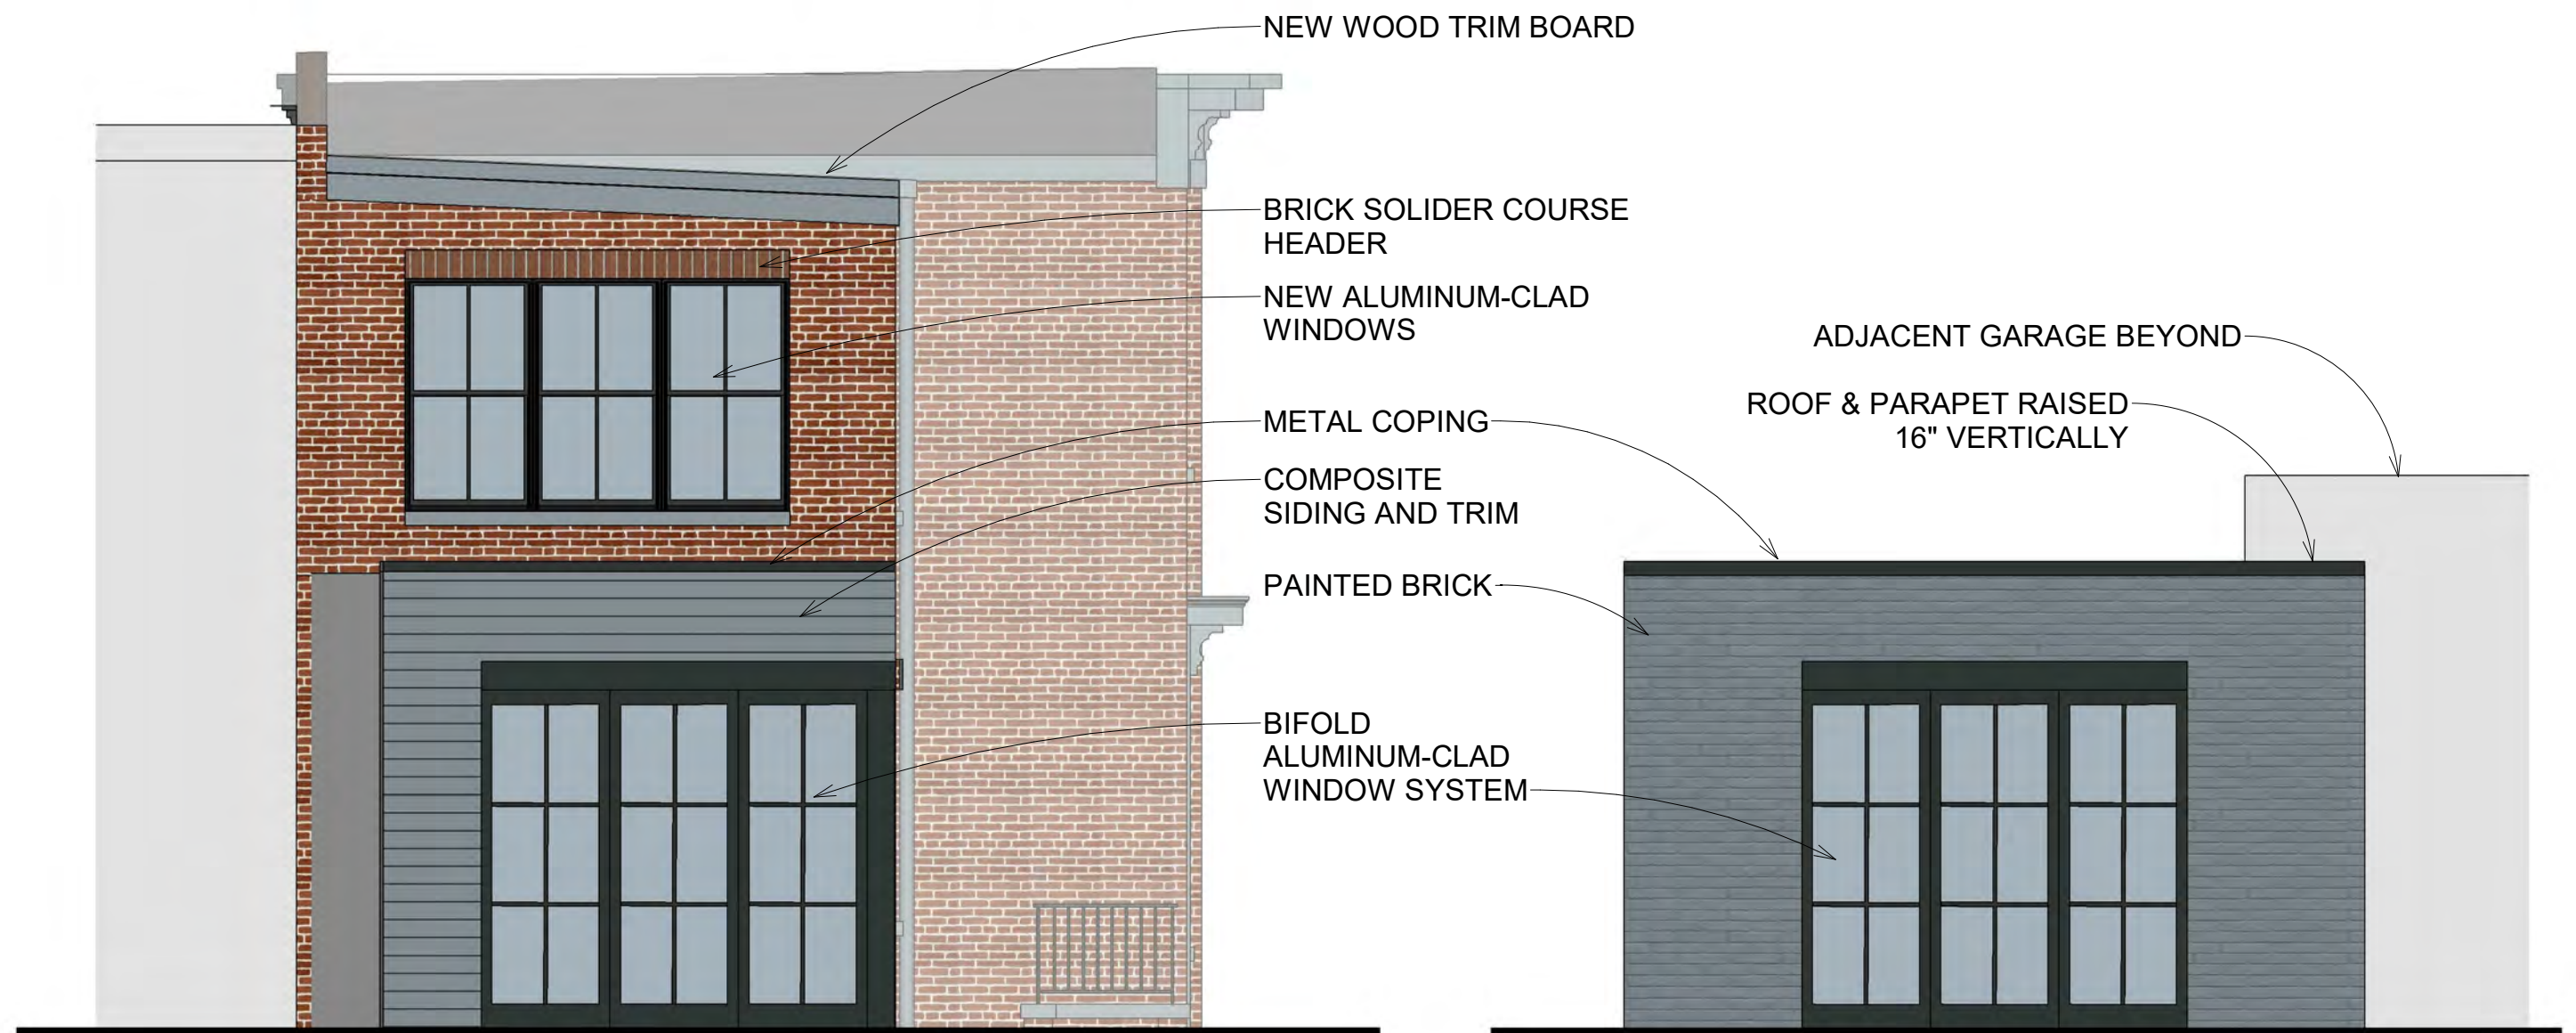 NEW WOOD TRIM BOARD
BRICK SOLIDER COURSE
HEADER
NEW ALUMINUM-CLAD
WINDOWS
ADJACENT GARAGE BEYOND
ROOF & PARAPET RAISED
16" VERTICALLY
METAL COPING
COMPOSITE
SIDING AND TRIM
PAINTED BRICK
BIFOLD
ALUMINUM-CLAD
WINDOW SYSTEM